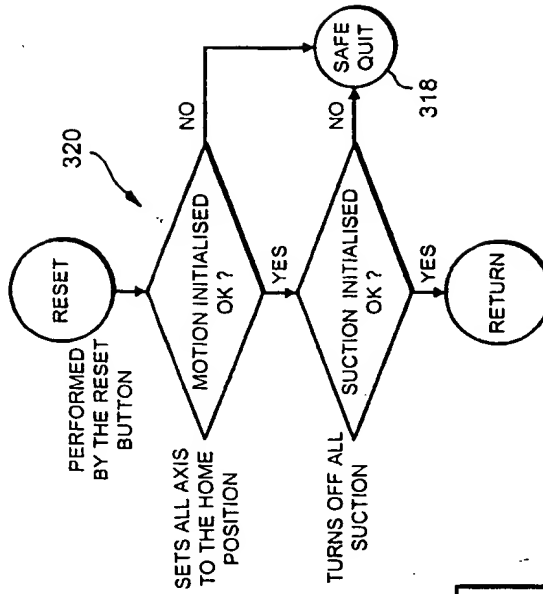 320
RESET
PERFORMED
BY THE RESET
BUTTON
MOTION INITIALISED
OK ?
NO
SETS ALL AXIS
TO THE HOME
POSITION
YES
SUCTION INITIALISED
OK ?
NO
SAFE
QUIT
318
TURNS OFF ALL
SUCTION
YES
RETURN